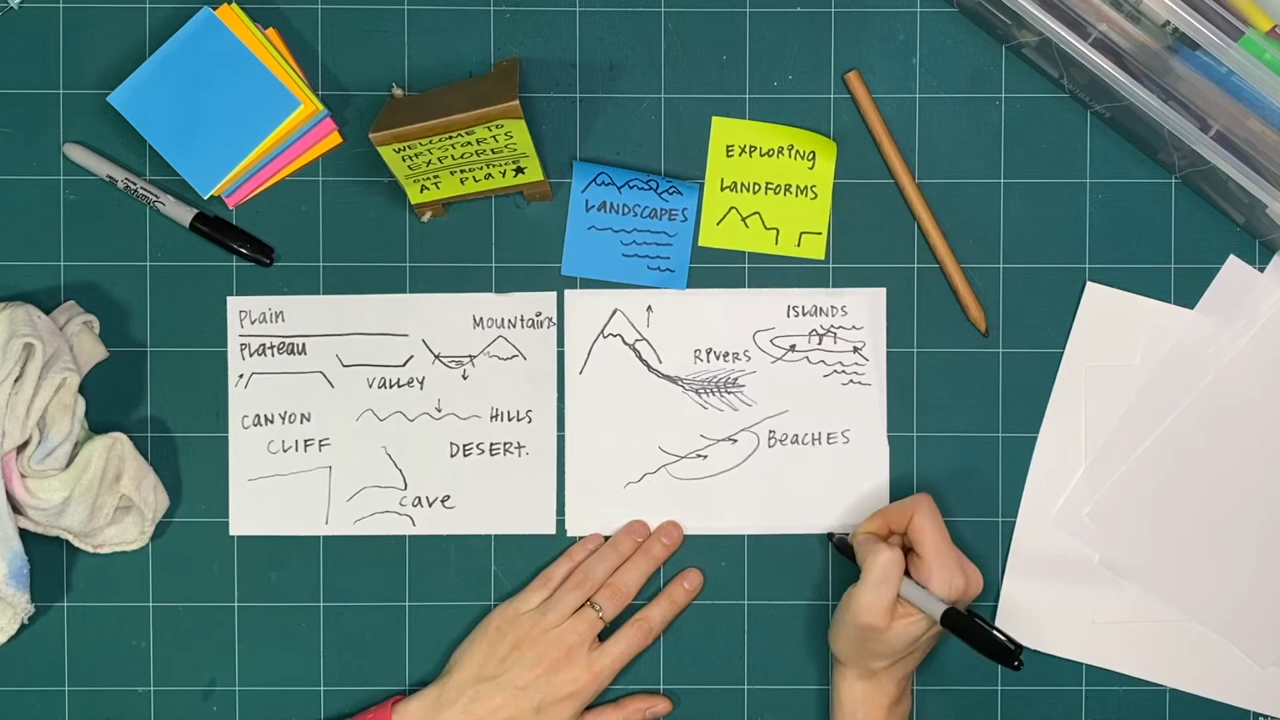 WELCOME TO
ARTSTARTS
EXPLORES
OUR PROVINCE
AT PLAY
LANDSCAPES
EXPLORING
LANDFORMS
Sharpie
Plain
MOUNTAINS
PLATEAU
VALLEY
CANYON
HILLS
CLIFF
DESERT.
cave
ISLANDS
RIVERS
BEACHES